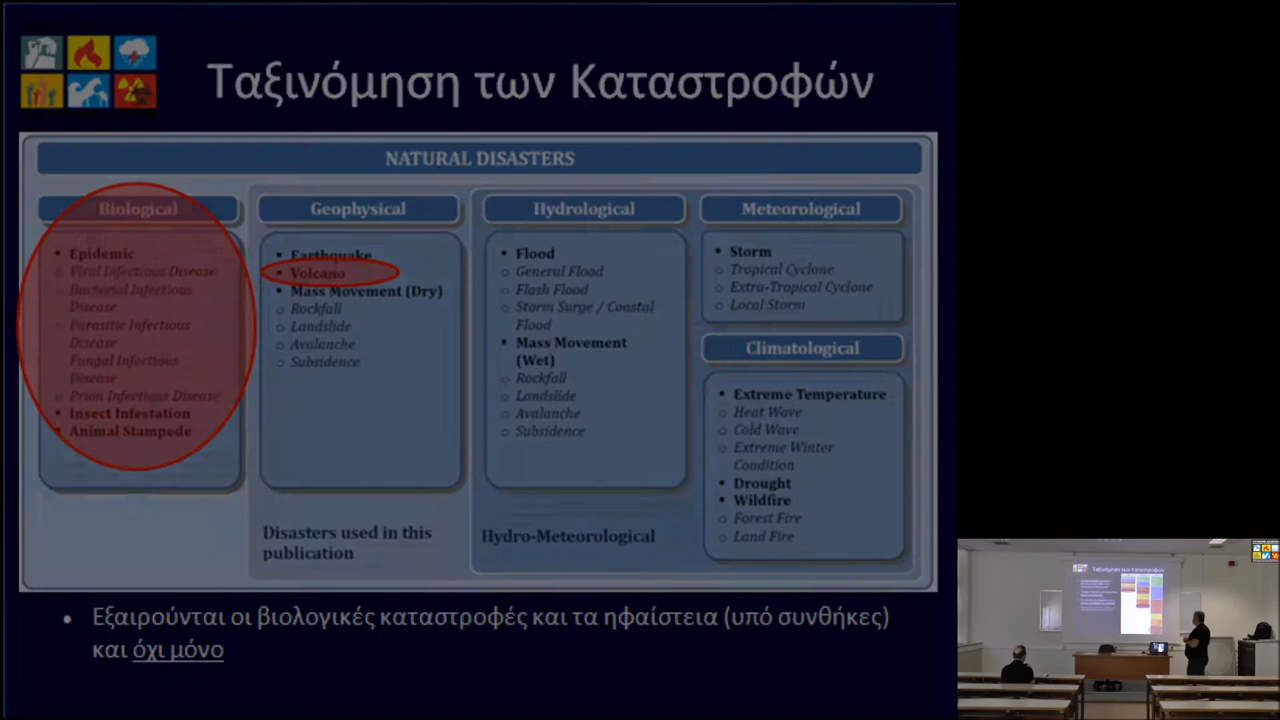 Ταξινόμηση των Καταστροφών
NATURAL DISASTERS
Biological
Epidemic
Viral Infectious Disease
Bacterial Infectious
Disease
Parasitic Infectious
Disease
Fungal Infectious
Disease
Prion Infectious Disease
Insect Infestation
Animal Stampede
Geophysical
Earthquake
Volcano
Mass Movement (Dry)
Rockfall
Landslide
Avalanche
Subsidence
Disasters used in this
publication
Hydrological
Flood
General Flood
Flash Flood
Storm Surge / Coastal
Flood
Mass Movement
(Wet)
Rockfall
Landslide
Avalanche
Subsidence
Hydro-Meteorological
Meteorological
Storm
Tropical Cyclone
Extra-Tropical Cyclone
Local Storm
Climatological
Extreme Temperature
Heat Wave
Cold Wave
Extreme Winter
Condition
Drought
Wildfire
Forest Fire
Land Fire
• Εξαιρούνται οι βιολογικές καταστροφές και τα ηφαίστεια (υπό συνθήκες)
και όχι μόνο
Ταξινόμηση των Καταστροφών